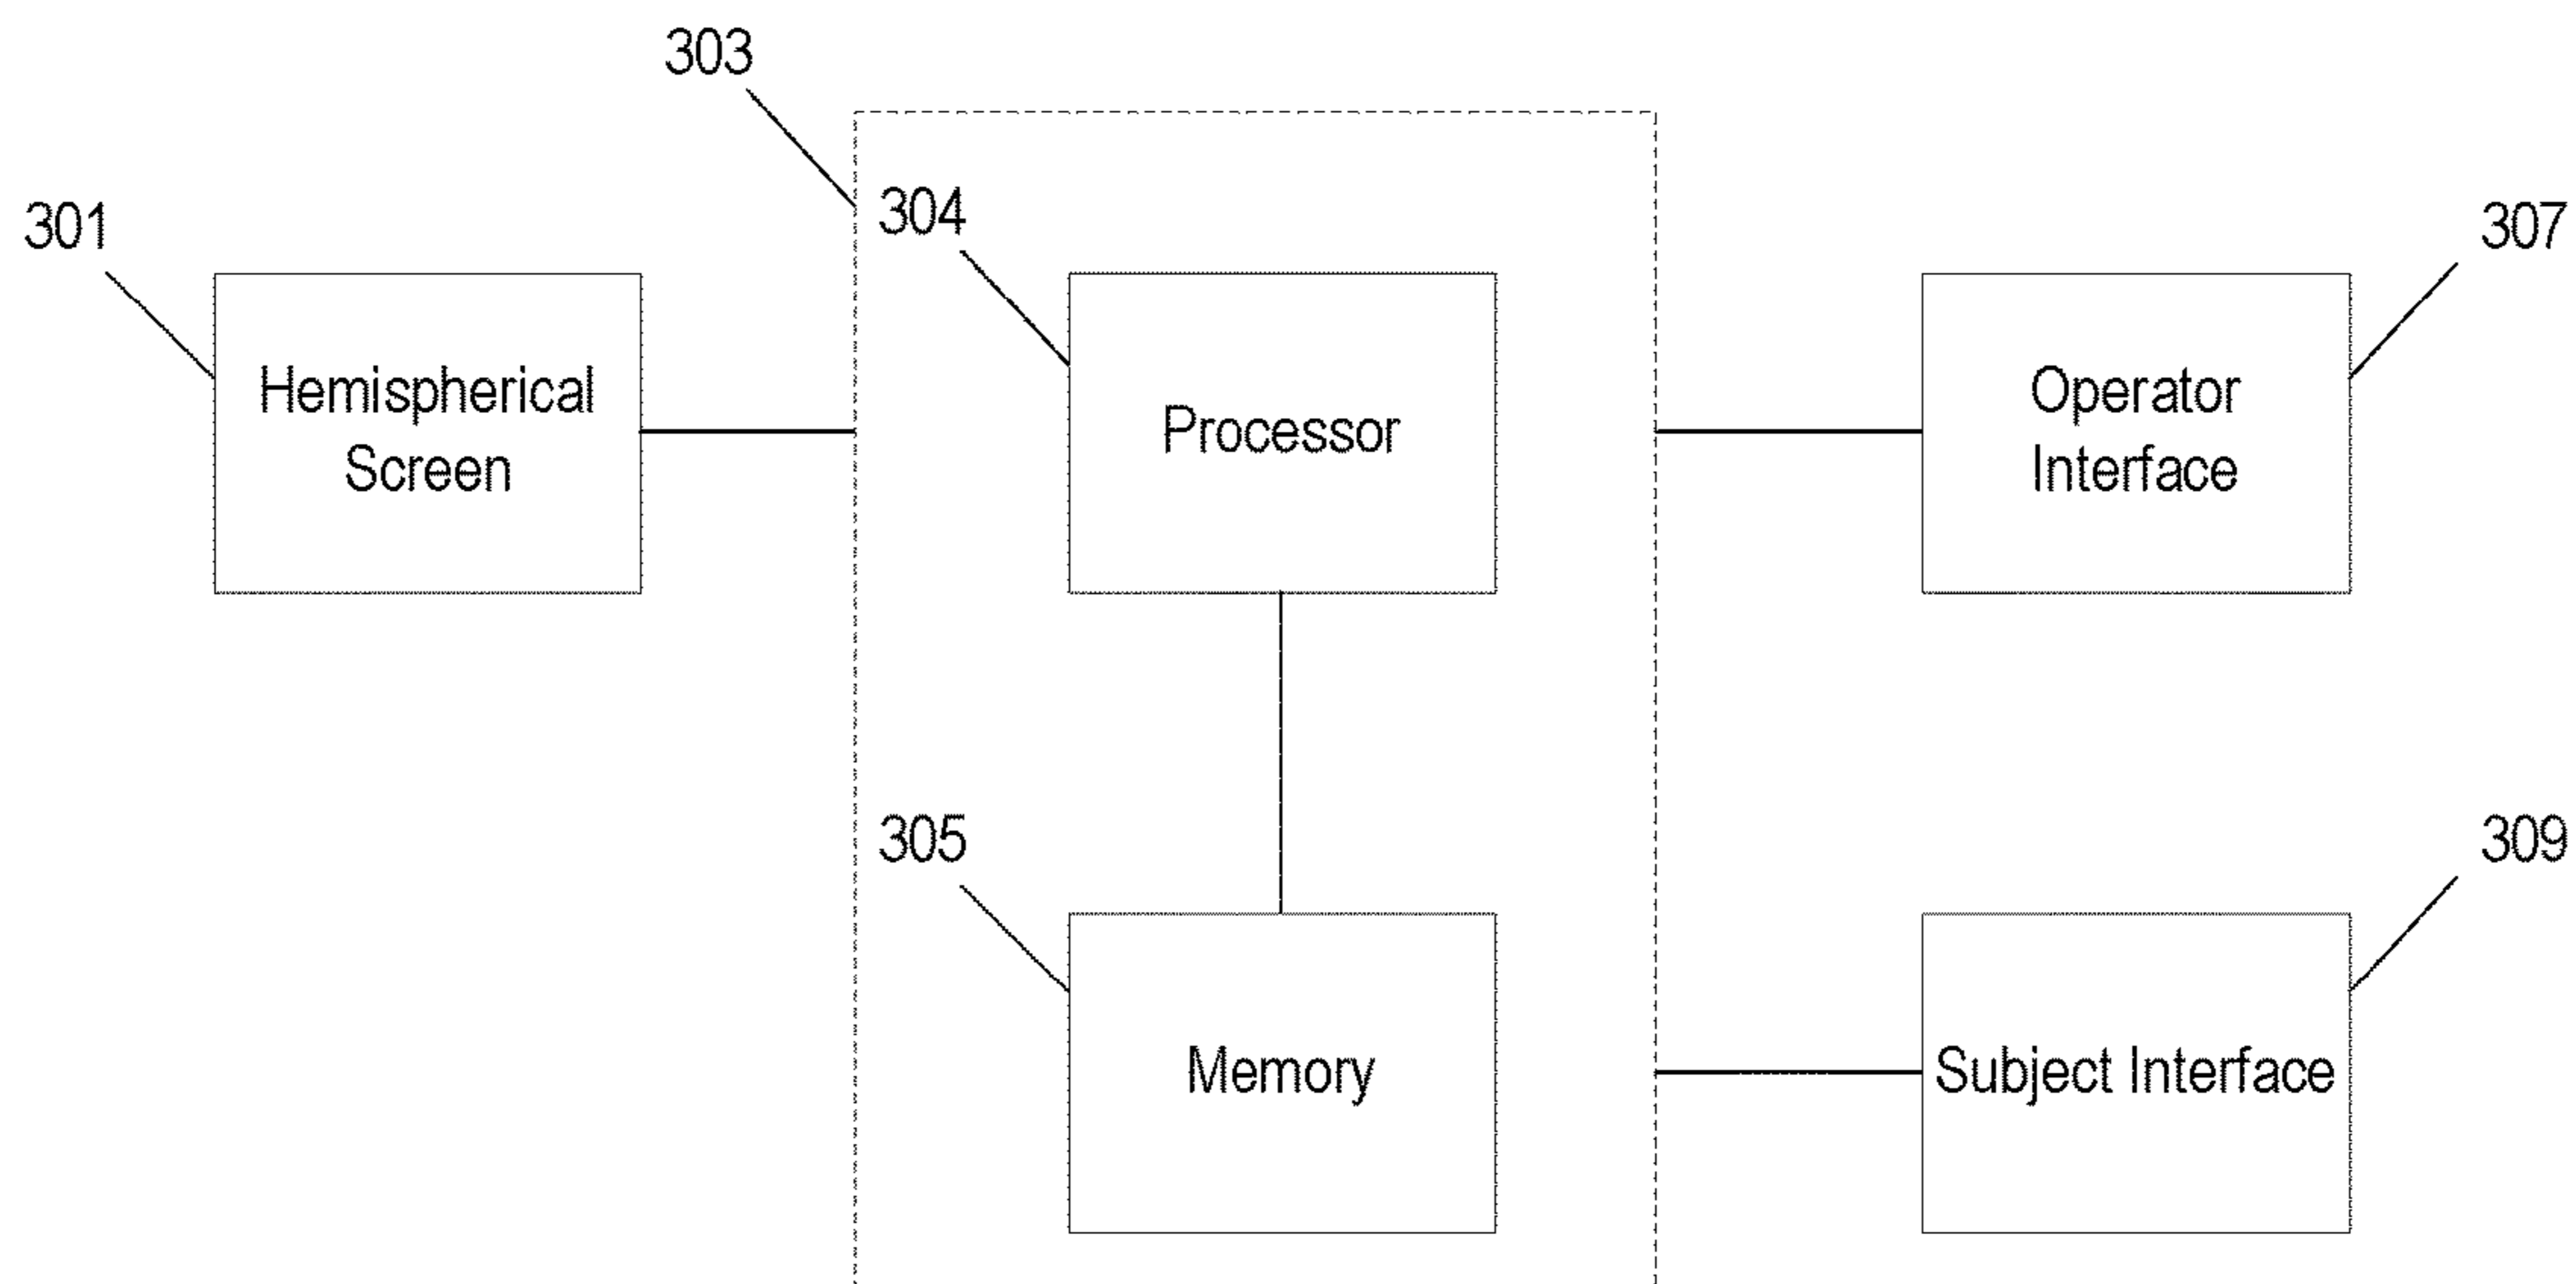 303
301
304
307
Hemispherical
Screen
Processor
Operator
Interface
305
309
Memory
Subject Interface